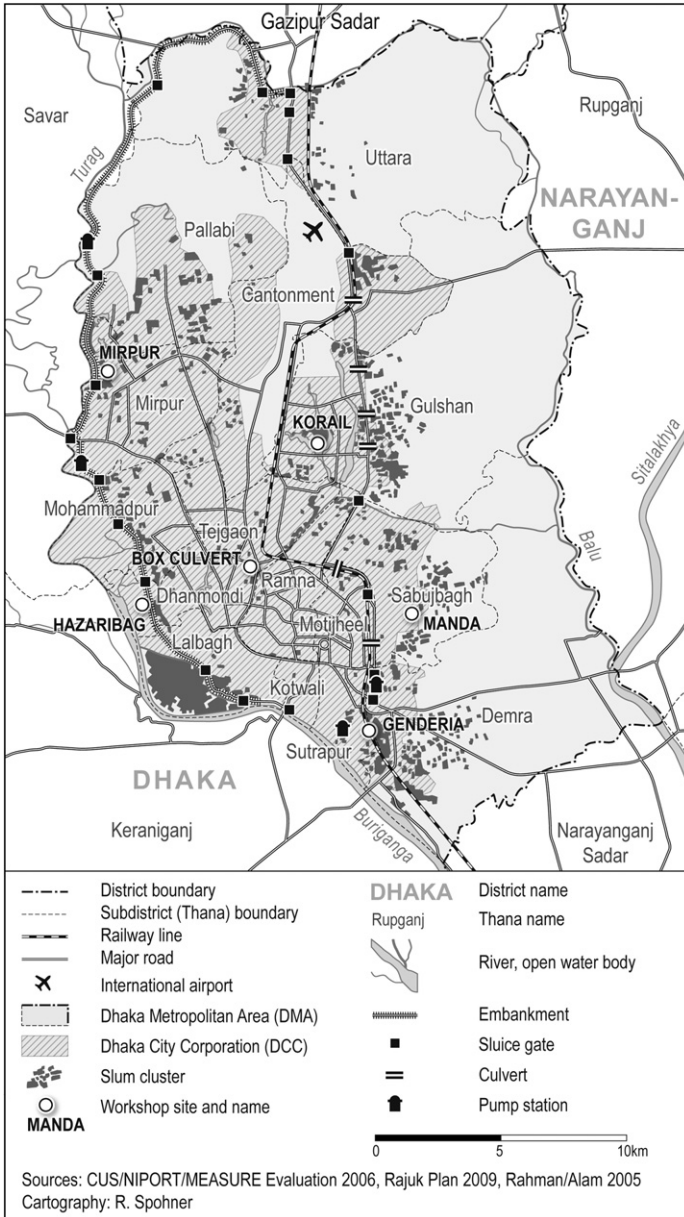 Gazipur Sadar
Savar
Rupganj
Turag
Uttara
NARAYAN-
GANJ
Pallabi
Cantonment
MIRPUR
Mirpur
KORAIL
Gulshan
Sitalakhya
Mohammadpur
Tejgaon
Balu
BOX CULVERT
Ramna
Dhanmondi
Sabujbagh
HAZARIBAG
Motijheel
MANDA
Lalbagh
Kotwali
GENDERIA
Demra
Sutrapur
DHAKA
Keraniganj
Buriganga
Narayanganj
Sadar
District boundary
Subdistrict (Thana) boundary
Railway line
Major road
International airport
Dhaka Metropolitan Area (DMA)
Dhaka City Corporation (DCC)
Slum cluster
Workshop site and name
MANDA
DHAKA District name
Rupganj Thana name
River, open water body
Embankment
Sluice gate
Culvert
Pump station
0 5 10km
Sources: CUS/NIPORT/MEASURE Evaluation 2006, Rajuk Plan 2009, Rahman/Alam 2005
Cartography: R. Spohner